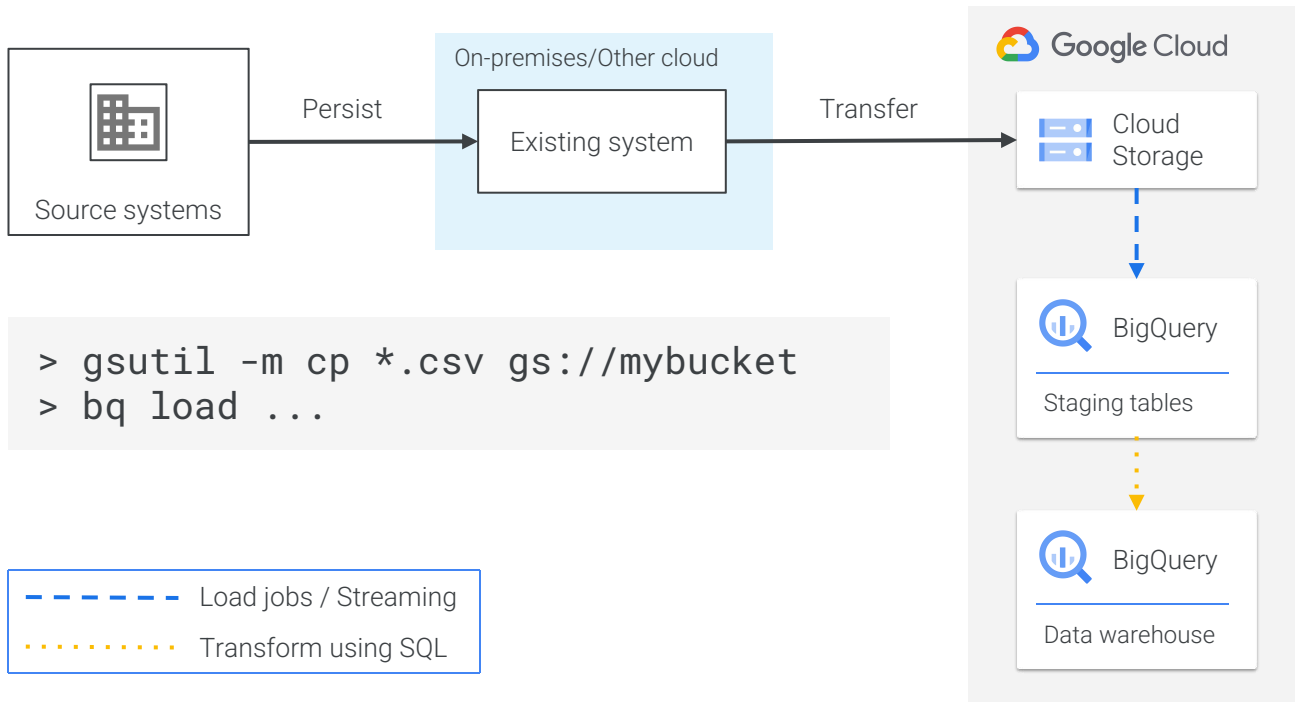 Source systems
Persist
On-premises/Other cloud
Existing system
Transfer
Google Cloud
Cloud
Storage
BigQuery
Staging tables
BigQuery
Data warehouse
> gsutil -m cp *.csv gs://mybucket
> bq load ...
Load jobs / Streaming
Transform using SQL